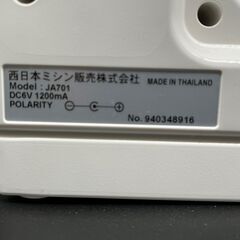 西日本ミシン販売株式会社
Model : JA701
MADE IN THAILAND
DC6V 1200mA
POLARITY
No. 940348916